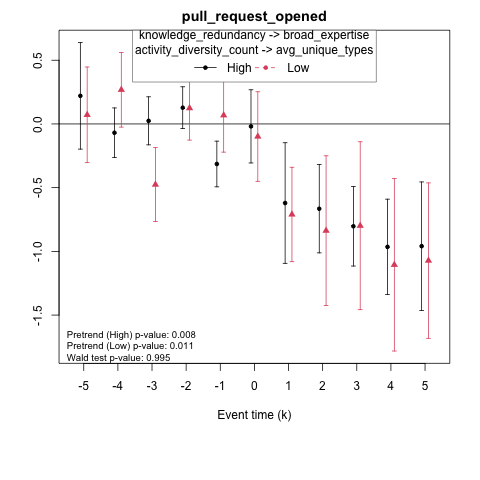 pull_request_opened
knowledge_redundancy -> broad_expertise
activity_diversity_count -> avg_unique_types
High Low
0.5
0.0
-0.5
-1.0
-1.5
Pretrend (High) p-value: 0.008
Pretrend (Low) p-value: 0.011
Wald test p-value: 0.995
-5 -4 -3 -2 -1 0 1 2 3 4 5
Event time (k)